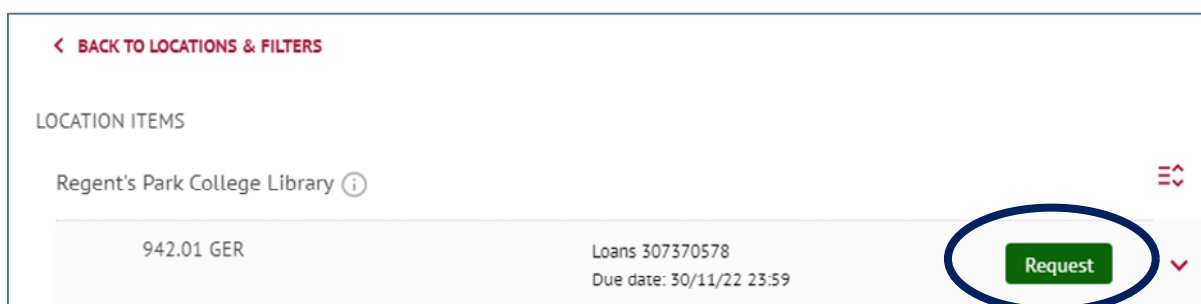 BACK TO LOCATIONS & FILTERS
LOCATION ITEMS
Regent's Park College Library
942.01 GER
Loans 307370578
Due date: 30/11/22 23:59
Request